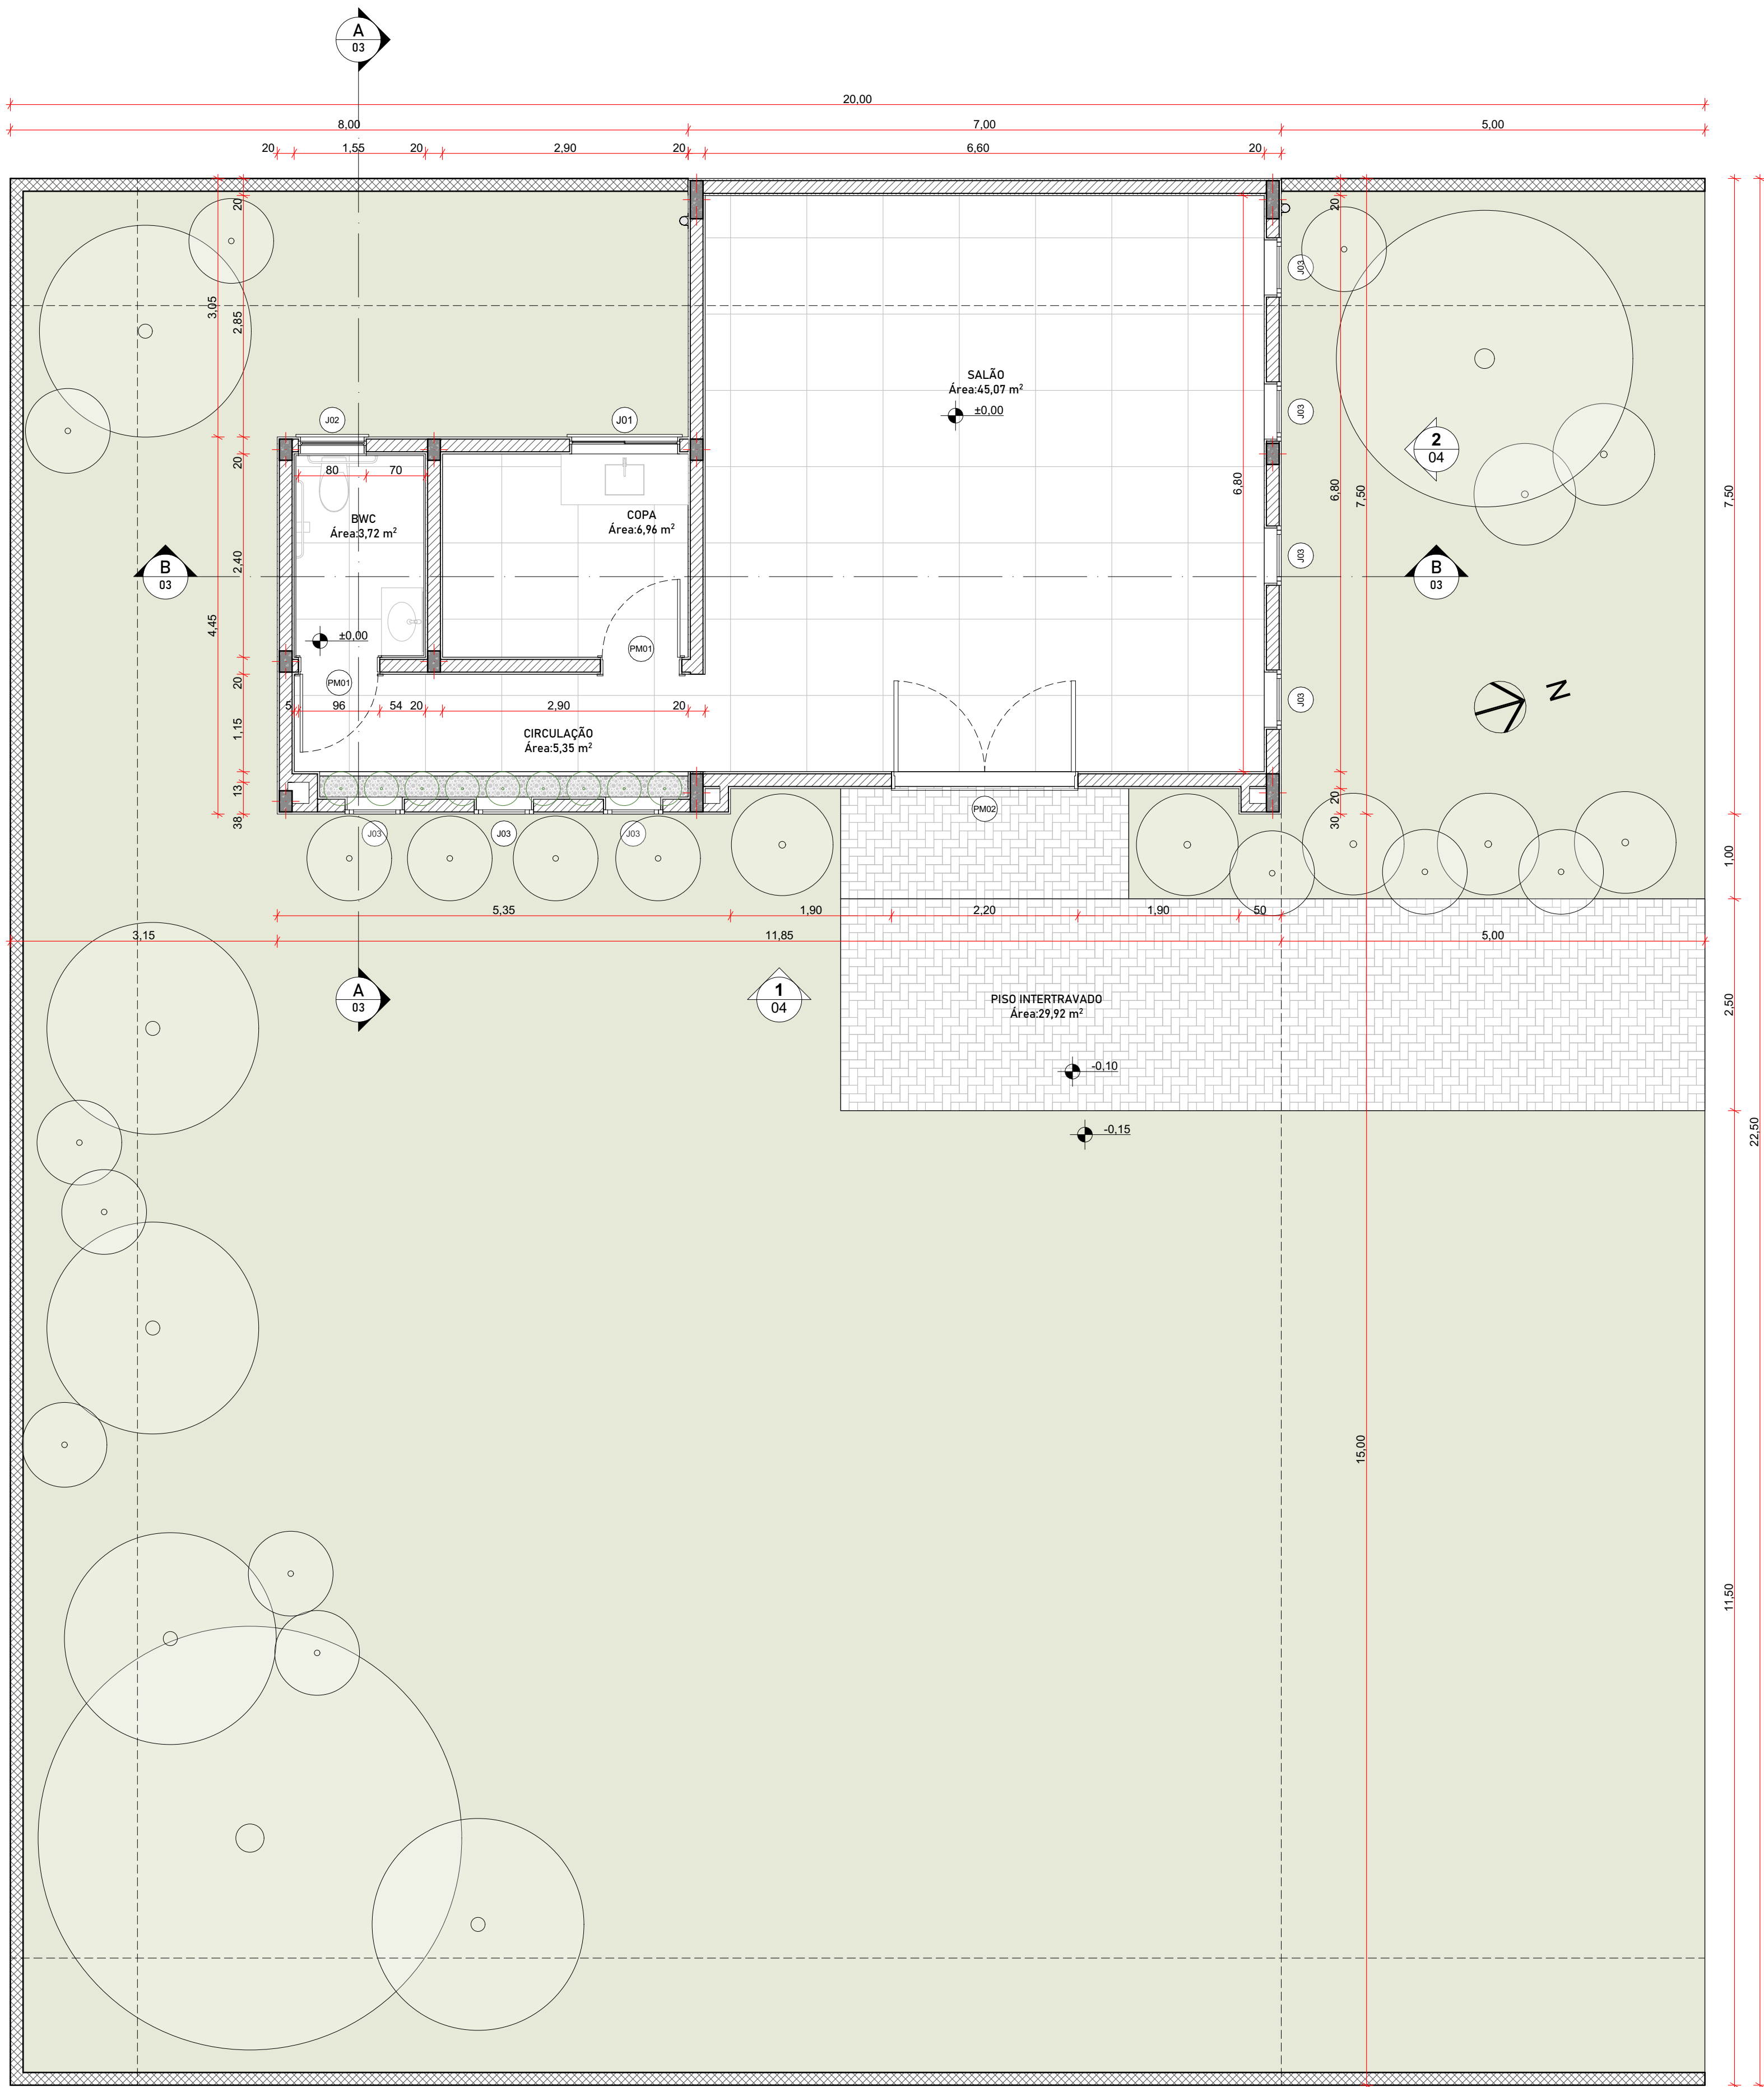 A
03
20,00
8,00
7,00
5,00
20
1,55
20
2,90
20
6,60
20
20
3,05
2,85
20
J03
SALÃO
Área:45,07 m²
±0,00
J02
J01
J03
2
04
20
80
70
6,80
6,80
7,50
7,50
BWC
Área:3,72 m²
COPA
Área:6,96 m²
B
03
2,40
J03
B
03
4,45
±0,00
PM01
PM01
20
5
96
54
20
2,90
20
J03
N
1,15
CIRCULAÇÃO
Área:5,35 m²
13
38
J03
J03
J03
PM02
20
30
1,00
5,35
1,90
2,20
1,90
50
3,15
11,85
5,00
A
03
1
04
PISO INTERTRAVADO
Área:29,92 m²
2,50
-0,10
-0,15
22,50
15,00
11,50